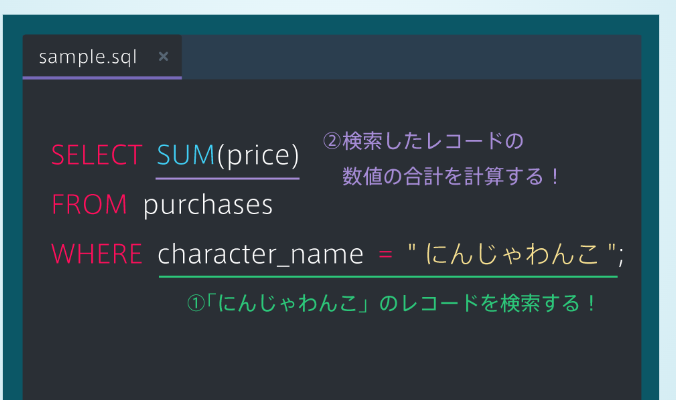 sample.sql ×
SELECT SUM(price)
②検索したレコードの
数値の合計を計算する！
FROM purchases
WHERE character_name = "にんじゃわんこ";
①「にんじゃわんこ」のレコードを検索する！